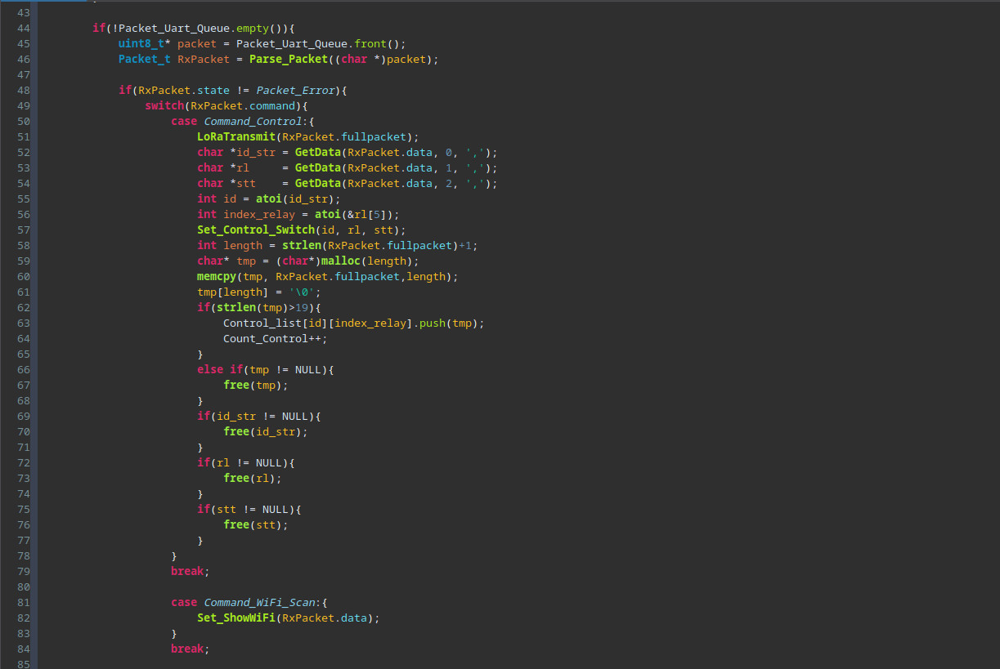 43
44 if(!Packet_Uart_Queue.empty()){
45 uint8_t* packet = Packet_Uart_Queue.front();
46 Packet_t RxPacket = Parse_Packet((char *)packet);
47
48 if(RxPacket.state != Packet_Error){
49 switch(RxPacket.command){
50 case Command_Control:{
51 LoRaTransmit(RxPacket.fullpacket);
52 char *id_str = GetData(RxPacket.data, 0, ',');
53 char *rl     = GetData(RxPacket.data, 1, ',');
54 char *stt    = GetData(RxPacket.data, 2, ',');
55 int id = atoi(id_str);
56 int index_relay = atoi(&rl[5]);
57 Set_Control_Switch(id, rl, stt);
58 int length = strlen(RxPacket.fullpacket)+1;
59 char* tmp = (char*)malloc(length);
60 memcpy(tmp, RxPacket.fullpacket,length);
61 tmp[length] = '\0';
62 if(strlen(tmp)>19){
63 Control_list[id][index_relay].push(tmp);
64 Count_Control++;
65 }
66 else if(tmp != NULL){
67 free(tmp);
68 }
69 if(id_str != NULL){
70 free(id_str);
71 }
72 if(rl != NULL){
73 free(rl);
74 }
75 if(stt != NULL){
76 free(stt);
77 }
78 }
79 break;
80
81 case Command_WiFi_Scan:{
82 Set_ShowWiFi(RxPacket.data);
83 }
84 break;
85